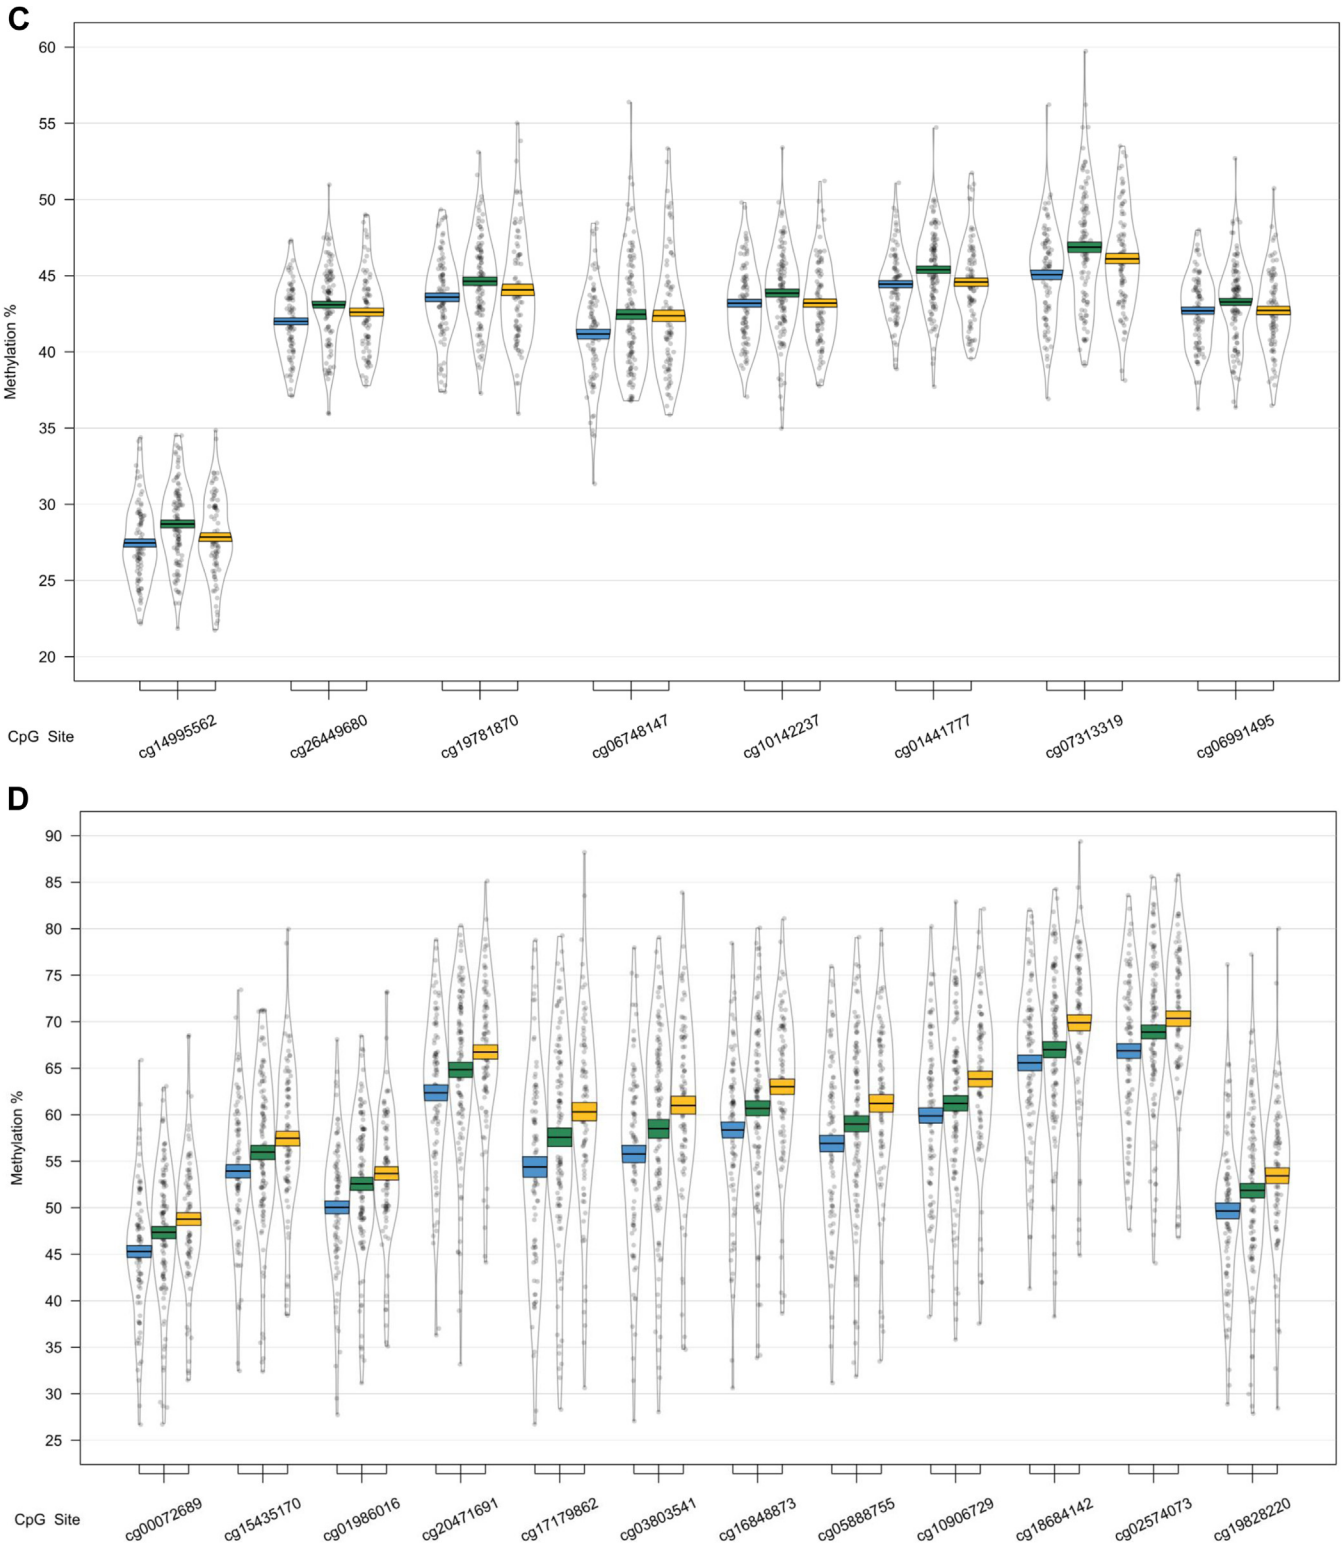 C
60
55
50
45
40
35
30
25
20
Methylation %
CpG Site
cg14995562
cg26449680
cg19781870
cg06748147
cg10142237
cg01441777
cg07313319
cg06991495
D
90
85
80
75
70
65
60
55
50
45
40
35
30
25
Methylation %
CpG Site
cg00072689
cg15435170
cg01986016
cg20471691
cg17179862
cg03803541
cg16848873
cg05888755
cg10906729
cg18684142
cg02574073
cg19828220